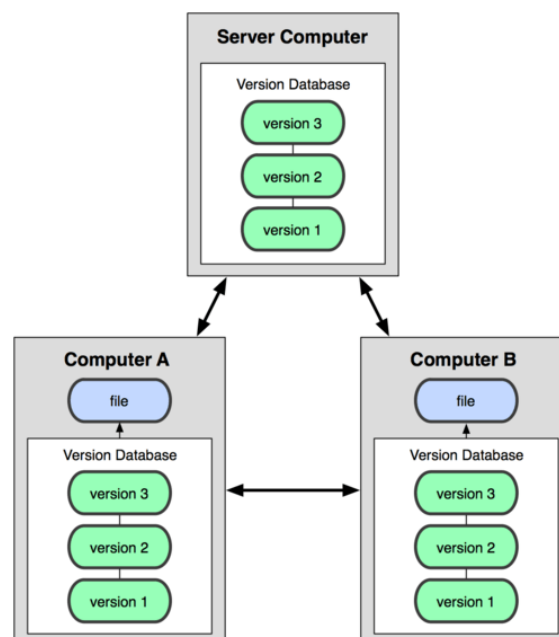 Server Computer
Version Database
version 3
version 2
version 1
Computer A
file
Version Database
version 3
version 2
version 1
Computer B
file
Version Database
version 3
version 2
version 1